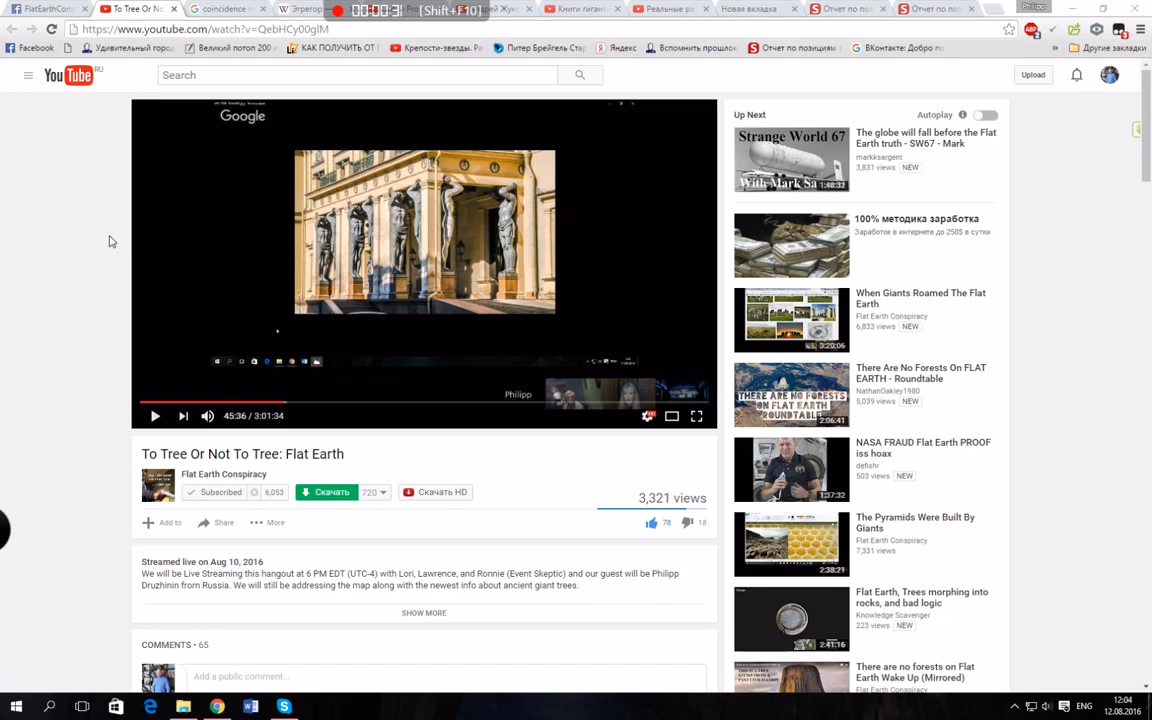 FlatEarthCons
To Tree Or No
coincidence
Эгрегор
00:00:31 [Shift+F10]
Книги гигант
Реальные ра
Новая вкладка
Отчет по поз
Отчет по поз
Philipp
https://www.youtube.com/watch?v=QebHCy00gIM
Facebook
Удивительный город
Великий потоп 200 л
КАК ПОЛУЧИТЬ ОТ Г
Крепости-звезды. Р
Питер Брейгель Стар
Яндекс
Вспомнить прошлое
Отчет по позициям
ВКонтакте: Добро по
Другие закладки
YouTube RU
Search
Upload
Google
Philipp
45:36 / 3:01:34
To Tree Or Not To Tree: Flat Earth
Flat Earth Conspiracy
Subscribed
6,053
Скачать
720
Скачать HD
3,321 views
Add to
Share
More
78
18
Streamed live on Aug 10, 2016
We will be Live Streaming this hangout at 6 PM EDT (UTC-4) with Lori, Lawrence, and Ronnie (Event Skeptic) and our guest will be Philipp
Druzhinin from Russia. We will still be addressing the map along with the newest info about ancient giant trees.
SHOW MORE
COMMENTS • 65
Add a public comment...
Up Next
Autoplay
Strange World 67
With Mark Sa
1:48:32
The globe will fall before the Flat
Earth truth - SW67 - Mark
markksargent
3,831 views NEW
100% методика заработка
Заработок в интернете до 250$ в сутки
3:20:06
When Giants Roamed The Flat
Earth
Flat Earth Conspiracy
6,833 views NEW
THERE ARE NO FORESTS
ON FLAT EARTH
ROUNDTABLE
2:06:41
There Are No Forests On FLAT
EARTH - Roundtable
NathanOakley1980
5,039 views NEW
1:37:32
NASA FRAUD Flat Earth PROOF
iss hoax
defishr
503 views NEW
2:38:21
The Pyramids Were Built By
Giants
Flat Earth Conspiracy
7,331 views
2:41:16
Flat Earth, Trees morphing into
rocks, and bad logic
Knowledge Scavenger
223 views NEW
There are no forests on Flat
Earth Wake Up (Mirrored)
Flat Earth Conspiracy
ENG
12:04
12.08.2016